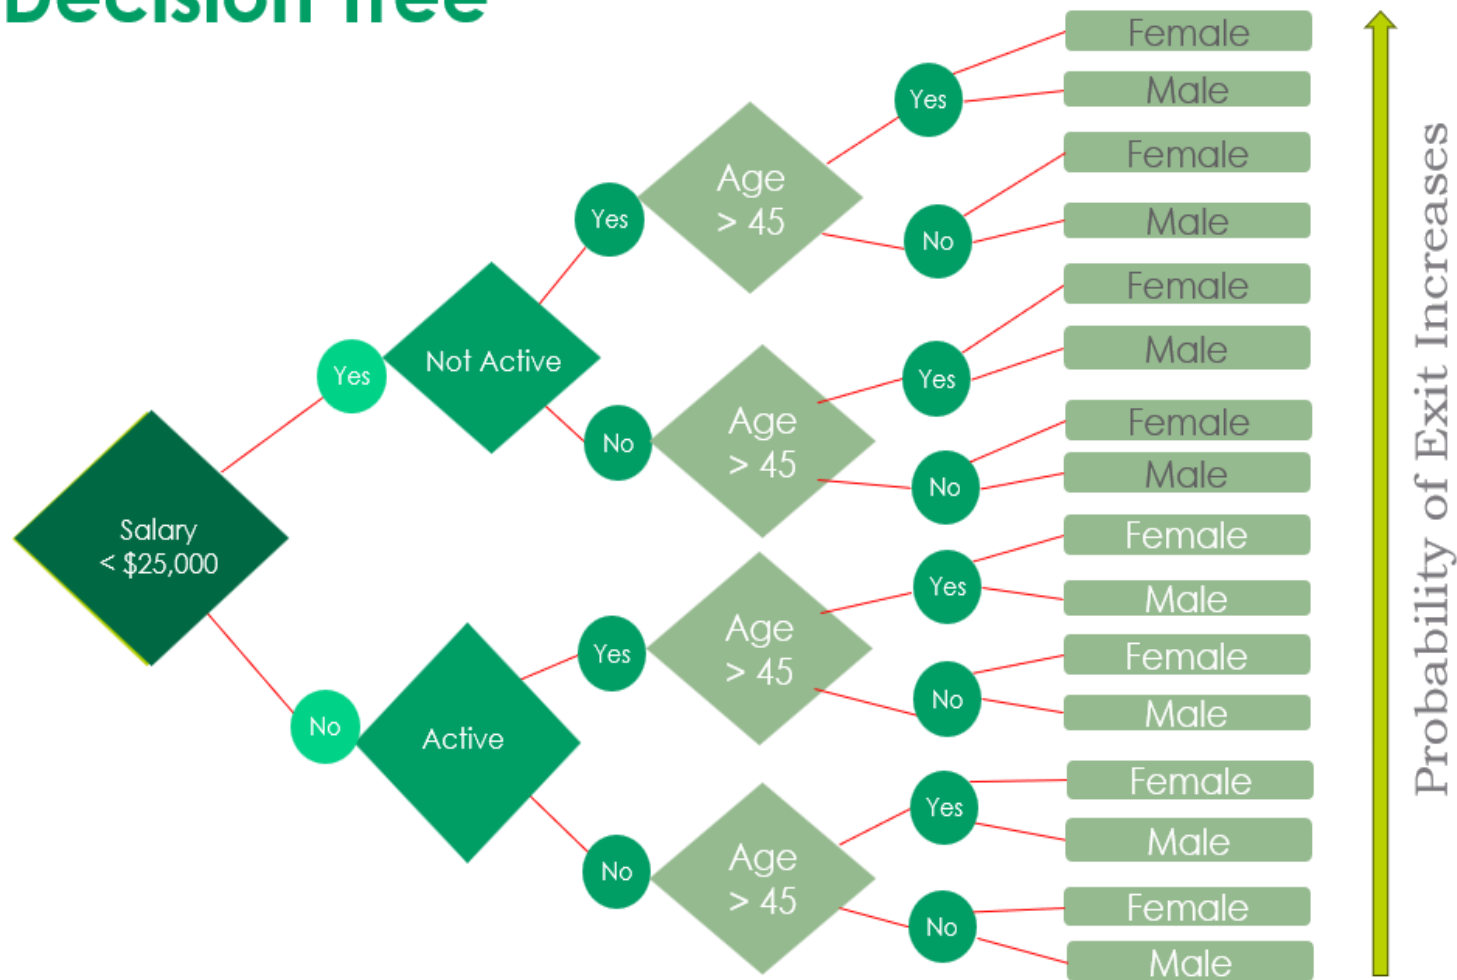 Decision Tree
Female
Male
Yes
Female
Male
Age
> 45
No
Yes
Female
Male
Not Active
Yes
Yes
Age
> 45
No
Female
Male
No
Salary
< $25,000
Female
Male
Yes
Age
> 45
Yes
Female
Male
No
No
Active
Female
Male
Yes
Age
> 45
No
Female
Male
No
Probability of Exit Increases